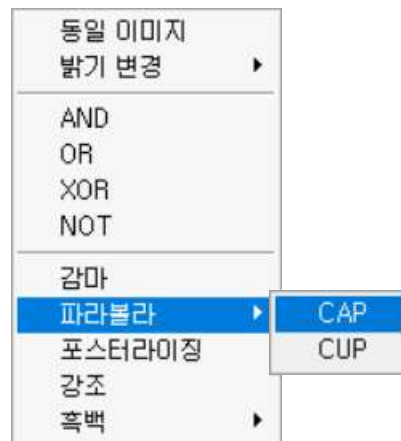 동일 이미지
밝기 변경
AND
OR
XOR
NOT
감마
파라볼라
CAP
포스터라이징
CUP
강조
흑백